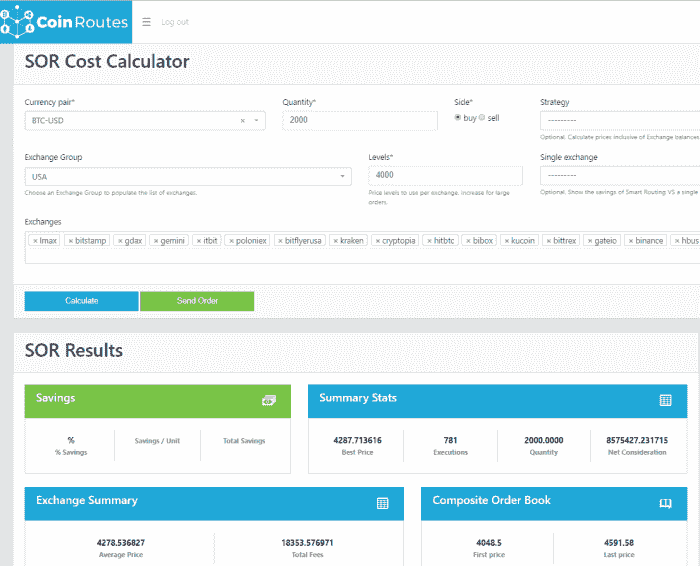 CoinRoutes
Log out
SOR Cost Calculator
Currency pair* Quantity* Side* Strategy
BTC-USD × 2000 buy sell ---------
Optional, Calculate prices inclusive of Exchange balances
Exchange Group Levels* Single exchange
USA 4000 ---------
Choose an Exchange Group to populate the list of exchanges. Price levels to use per exchange. Increase for large Optional, Show the savings of Smart Routing VS a single
orders.
Exchanges
× lmax × bitstamp × gdax × gemini × itbit × poloniex × bitflyerusa × kraken × cryptopia × hitbtc × bibox × kucoin × bittrex × gateio × binance × hbus
Calculate Send Order
SOR Results
Savings Summary Stats
% Savings / Unit Total Savings 4287.713616 781 2000.0000 8575427.231715
% Savings Best Price Executions Quantity Net Consideration
Exchange Summary Composite Order Book
4278.536827 18353.576971 4048.5 4591.58
Average Price Total Fees First price Last price